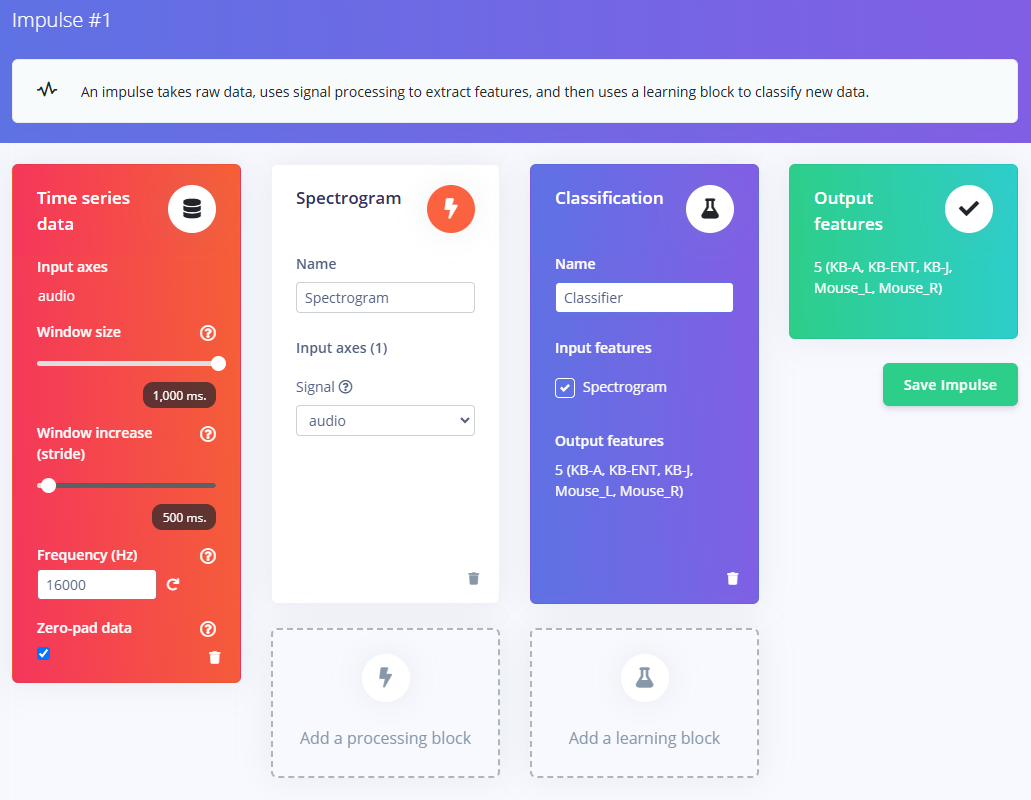 Impulse #1
An impulse takes raw data, uses signal processing to extract features, and then uses a learning block to classify new data.
Time series
data
Input axes
audio
Window size
1,000 ms.
Window increase
(stride)
500 ms.
Frequency (Hz)
16000
Zero-pad data
Spectrogram
Name
Spectrogram
Input axes (1)
Signal
audio
Classification
Name
Classifier
Input features
Spectrogram
Output features
5 (KB-A, KB-ENT, KB-J,
Mouse_L, Mouse_R)
Output
features
5 (KB-A, KB-ENT, KB-J,
Mouse_L, Mouse_R)
Save Impulse
Add a processing block
Add a learning block